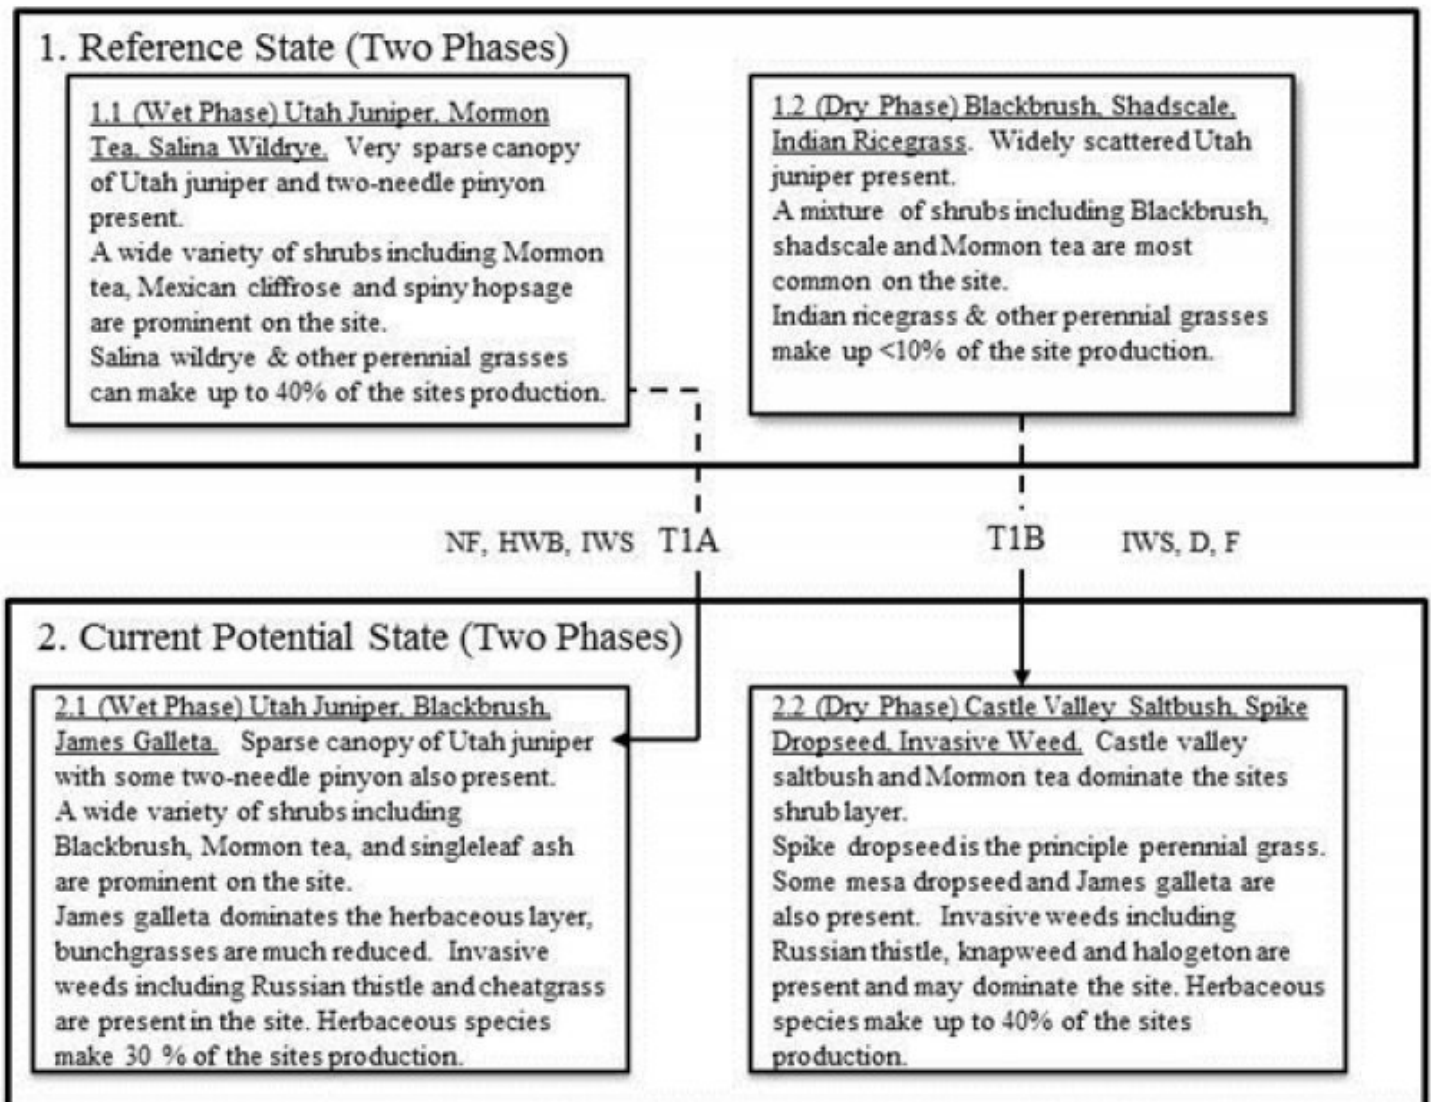 1. Reference State (Two Phases)
1.1 (Wet Phase) Utah Juniper, Mormon
Tea, Salina Wildrye. Very sparse canopy
of Utah juniper and two-needle pinyon
present.
A wide variety of shrubs including Mormon
tea, Mexican cliffrose and spiny hopsage
are prominent on the site.
Salina wildrye & other perennial grasses
can make up to 40% of the sites production.
1.2 (Dry Phase) Blackbrush, Shadscale,
Indian Ricegrass. Widely scattered Utah
juniper present.
A mixture of shrubs including Blackbrush,
shadscale and Mormon tea are most
common on the site.
Indian ricegrass & other perennial grasses
make up <10% of the site production.
NF, HWB, IWS T1A
T1B IWS, D, F
2. Current Potential State (Two Phases)
2.1 (Wet Phase) Utah Juniper, Blackbrush,
James Galleta. Sparse canopy of Utah juniper
with some two-needle pinyon also present.
A wide variety of shrubs including
Blackbrush, Mormon tea, and singleleaf ash
are prominent on the site.
James galleta dominates the herbaceous layer,
bunchgrasses are much reduced. Invasive
weeds including Russian thistle and cheatgrass
are present in the site. Herbaceous species
make 30 % of the sites production.
2.2 (Dry Phase) Castle Valley Saltbush, Spike
Dropseed, Invasive Weed. Castle valley
saltbush and Mormon tea dominate the sites
shrub layer.
Spike dropseed is the principle perennial grass.
Some mesa dropseed and James galleta are
also present. Invasive weeds including
Russian thistle, knapweed and halogeton are
present and may dominate the site. Herbaceous
species make up to 40% of the sites
production.